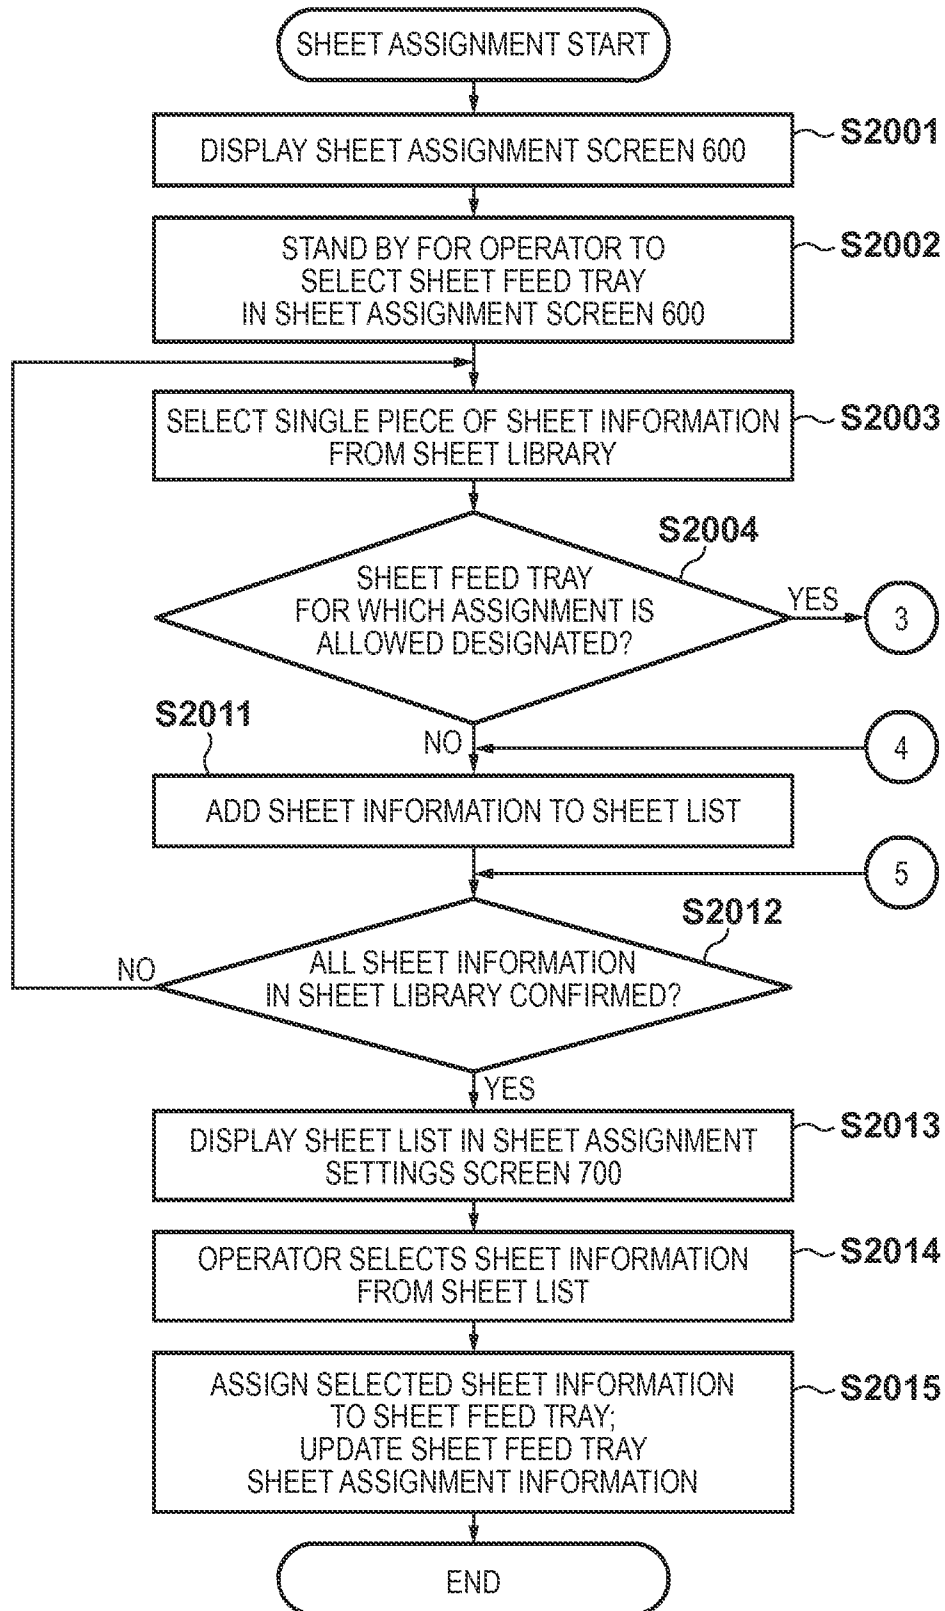 SHEET ASSIGNMENT START
DISPLAY SHEET ASSIGNMENT SCREEN 600
S2001
STAND BY FOR OPERATOR TO
SELECT SHEET FEED TRAY
IN SHEET ASSIGNMENT SCREEN 600
S2002
SELECT SINGLE PIECE OF SHEET INFORMATION
FROM SHEET LIBRARY
S2003
S2004
SHEET FEED TRAY
FOR WHICH ASSIGNMENT IS
ALLOWED DESIGNATED?
YES
3
NO
4
S2011
ADD SHEET INFORMATION TO SHEET LIST
5
S2012
ALL SHEET INFORMATION
IN SHEET LIBRARY CONFIRMED?
NO
YES
DISPLAY SHEET LIST IN SHEET ASSIGNMENT
SETTINGS SCREEN 700
S2013
OPERATOR SELECTS SHEET INFORMATION
FROM SHEET LIST
S2014
ASSIGN SELECTED SHEET INFORMATION
TO SHEET FEED TRAY;
UPDATE SHEET FEED TRAY
SHEET ASSIGNMENT INFORMATION
S2015
END